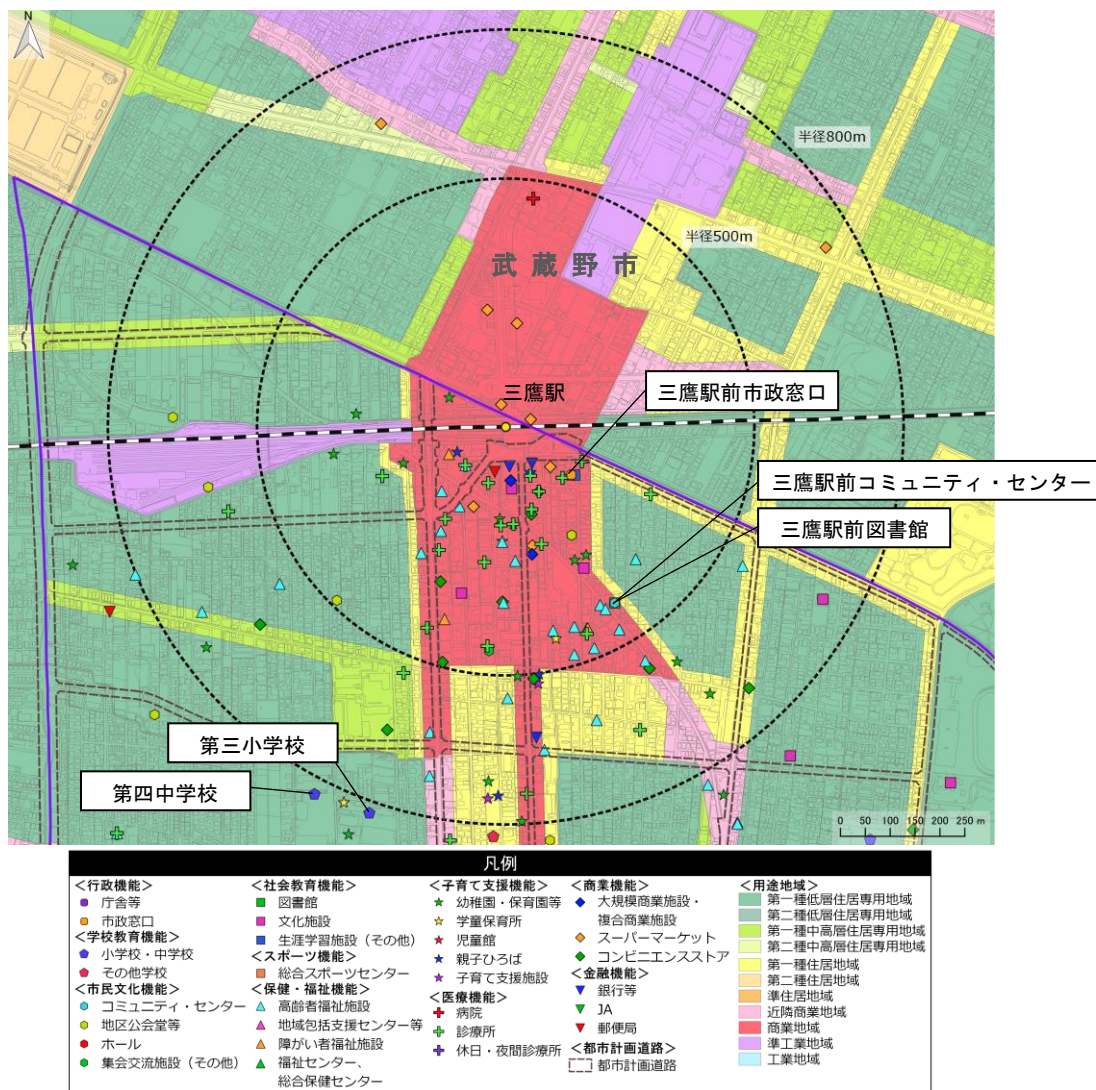 N
半径800m
半径500m
武蔵野市
三鷹駅
三鷹駅前市政窓口
三鷹駅前コミュニティ・センター
三鷹駅前図書館
第三小学校
第四中学校
0 50 100 150 200 250 m
凡例
＜行政機能＞
庁舎等
市政窓口
＜学校教育機能＞
小学校・中学校
その他学校
＜市民文化機能＞
コミュニティ・センター
地区公会堂等
ホール
集会交流施設（その他）
＜社会教育機能＞
図書館
文化施設
生涯学習施設（その他）
＜スポーツ機能＞
総合スポーツセンター
＜保健・福祉機能＞
高齢者福祉施設
地域包括支援センター等
障がい者福祉施設
福祉センター、
総合保健センター
＜子育て支援機能＞
幼稚園・保育園等
学童保育所
児童館
親子ひろば
子育て支援施設
＜医療機能＞
病院
診療所
休日・夜間診療所
＜商業機能＞
大規模商業施設・
複合商業施設
スーパーマーケット
コンビニエンスストア
＜金融機能＞
銀行等
JA
郵便局
＜都市計画道路＞
都市計画道路
＜用途地域＞
第一種低層住居専用地域
第二種低層住居専用地域
第一種中高層住居専用地域
第二種中高層住居専用地域
第一種住居地域
第二種住居地域
準住居地域
近隣商業地域
商業地域
準工業地域
工業地域